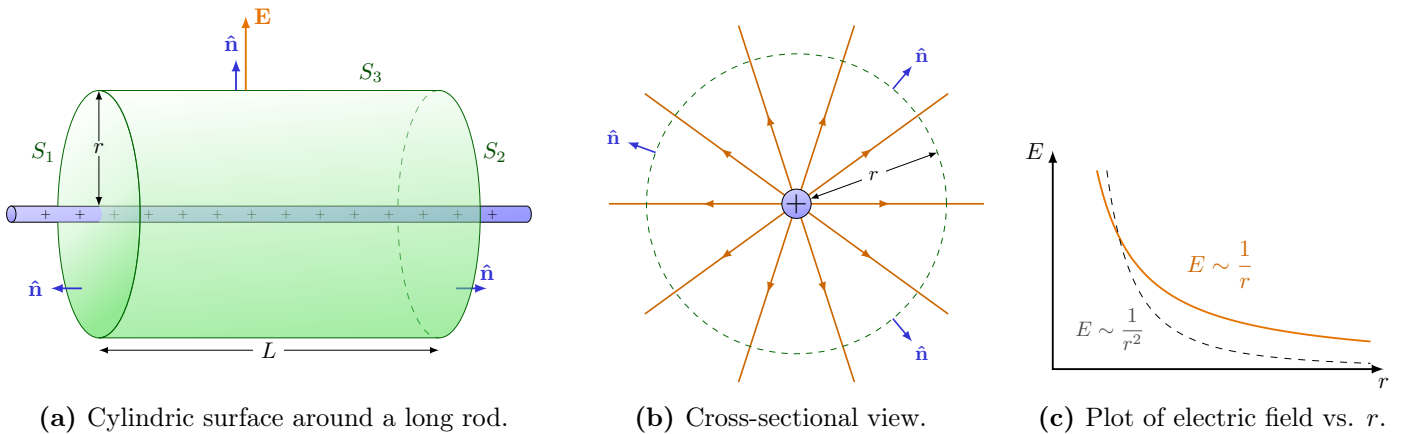 E
n̂
S₃
S₁
r
S₂
+ + + + + + + + + + + + + +
n̂
n̂
L
(a) Cylindric surface around a long rod.
n̂
n̂
r
+
n̂
(b) Cross-sectional view.
E
E ∼ 1/r
E ∼ 1/r²
r
(c) Plot of electric field vs. r.